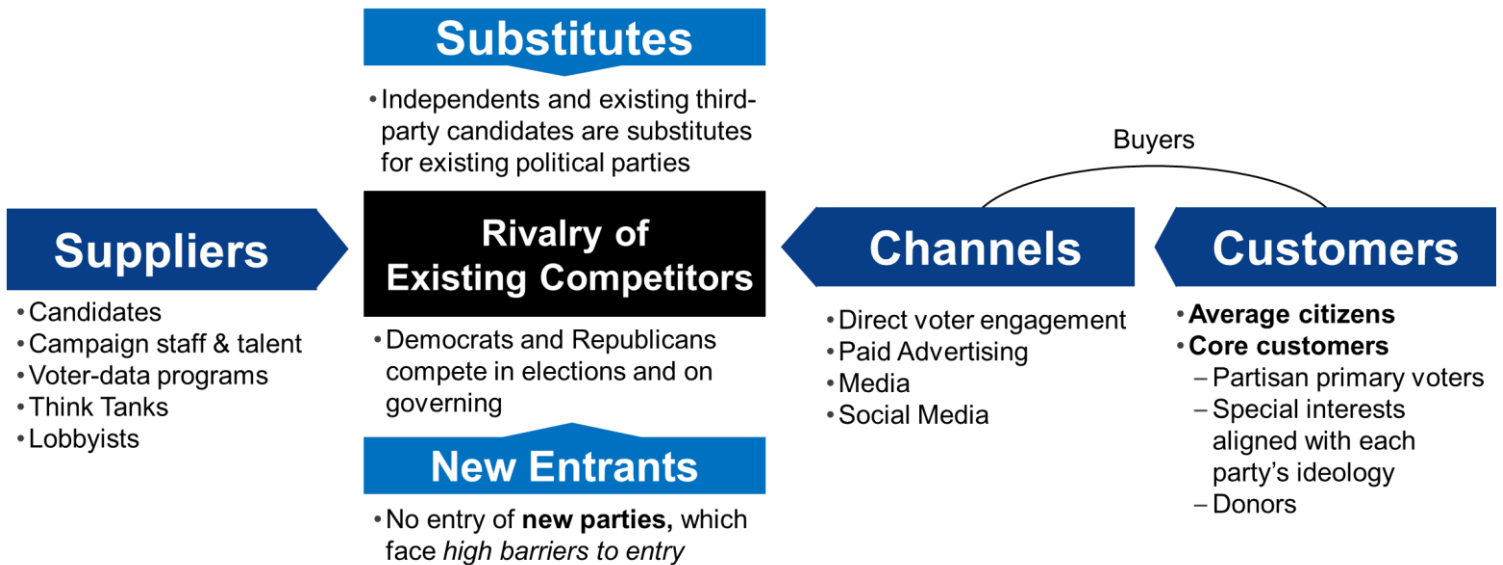 Substitutes
•Independents and existing third-
party candidates are substitutes
for existing political parties
Buyers
Suppliers
•Candidates
•Campaign staff & talent
•Voter-data programs
•Think Tanks
•Lobbyists
Rivalry of
Existing Competitors
•Democrats and Republicans
compete in elections and on
governing
New Entrants
•No entry of new parties, which
face high barriers to entry
Channels
•Direct voter engagement
•Paid Advertising
•Media
•Social Media
Customers
•Average citizens
•Core customers
–Partisan primary voters
–Special interests
aligned with each
party's ideology
–Donors